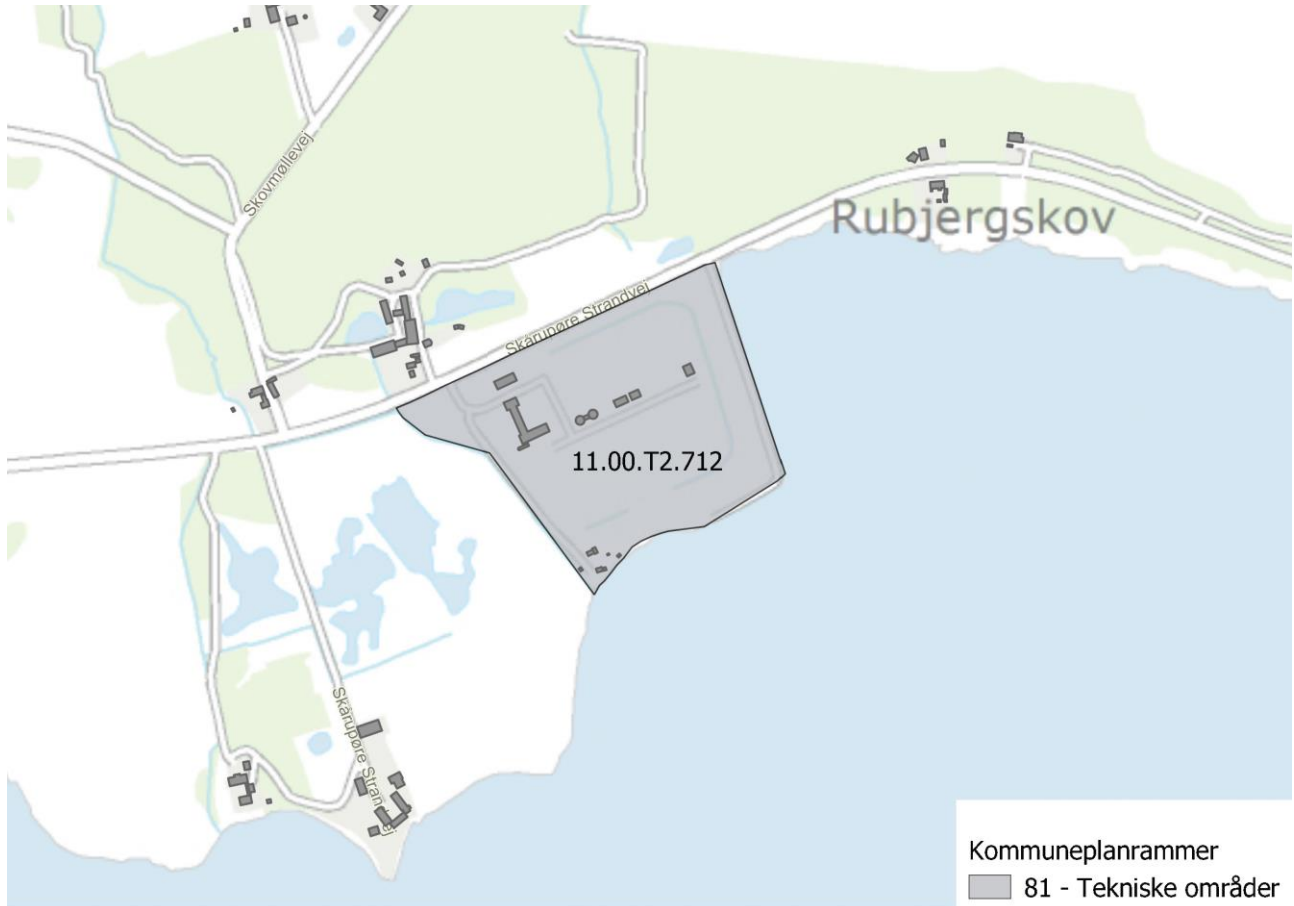 Skovmøllevej
Rubjergskov
Skårupøre Strandvej
11.00.T2.712
Skårupøre Strandvej
Kommuneplanrammer
81 - Tekniske områder